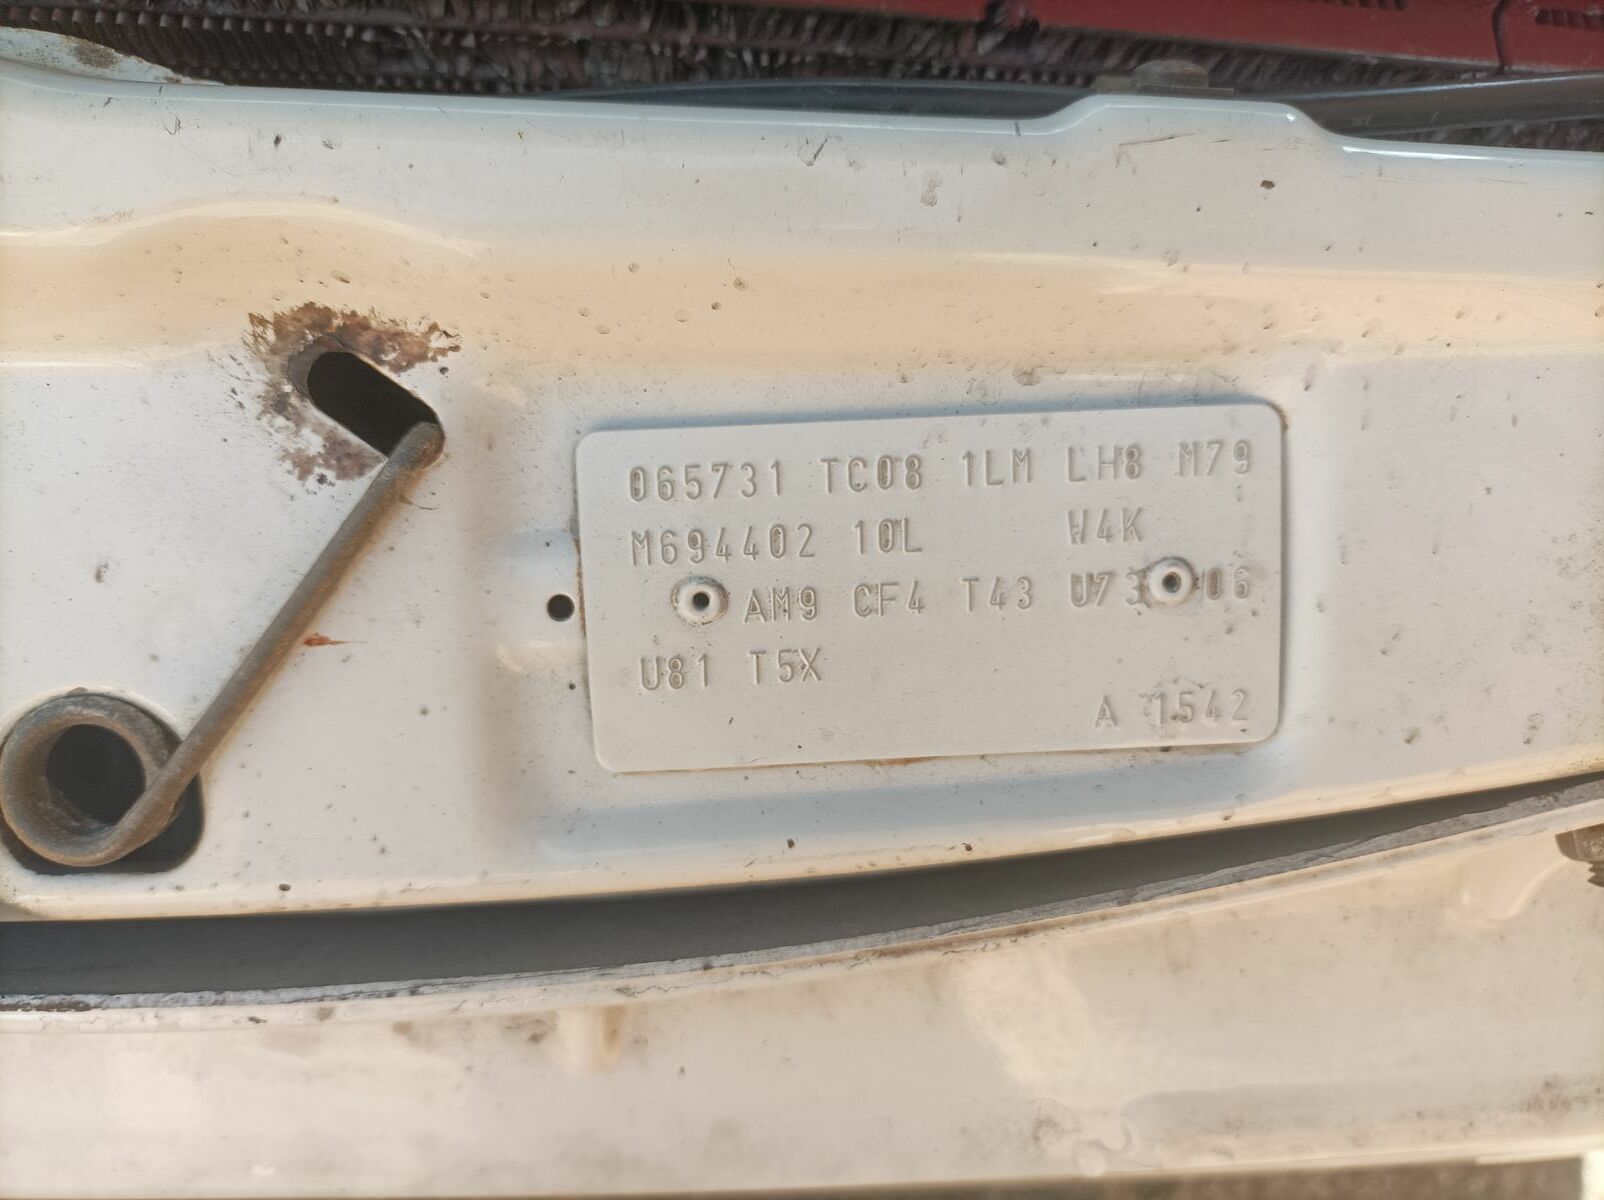 065731 TC08 1LM LH8 M79
M694402 10L W4K
AM9 CF4 T43 U73 06
U81 T5X
A 1542